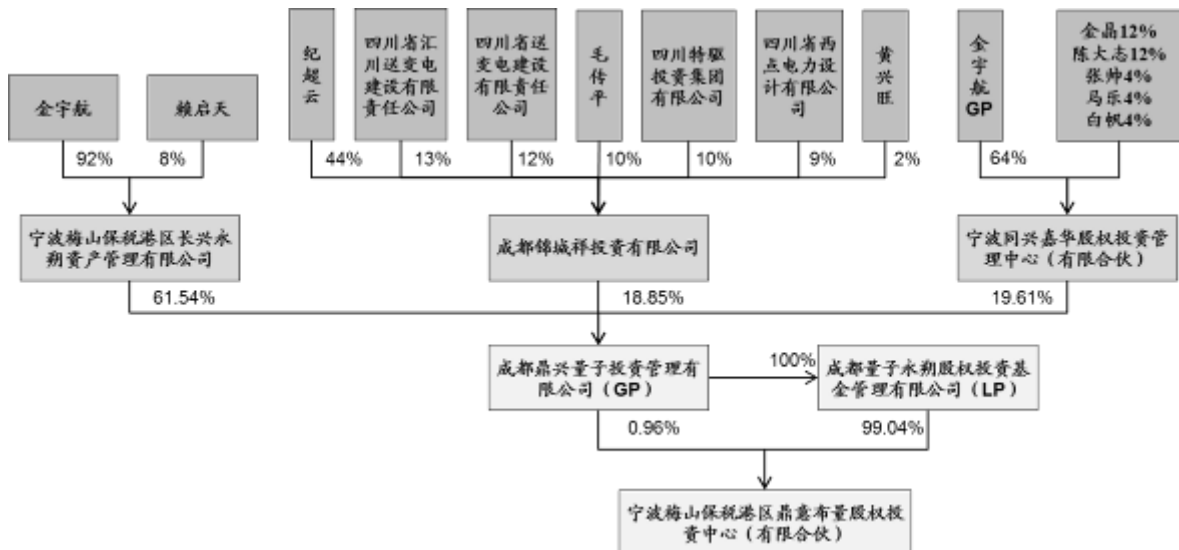 金宇航
赖启天
纪超云
四川省汇
川送变电
建设有限
责任公司
四川省送
变电建设
有限责任
公司
毛传平
四川特驱
投资集团
有限公司
四川省西
点电力设
计有限公
司
黄兴旺
金宇航
GP
金晶12%
陈大志12%
张帅4%
马乐4%
白帆4%
92%
8%
44%
13%
12%
10%
10%
9%
2%
64%
宁波梅山保税港区长兴永
朔资产管理有限公司
成都锦城祥投资有限公司
宁波同兴嘉华股权投资管
理中心（有限合伙）
61.54%
18.85%
19.61%
成都鼎兴量子投资管理有
限公司（GP）
100%
成都量子永朔股权投资基
金管理有限公司（LP）
0.96%
99.04%
宁波梅山保税港区鼎意布量股权投
资中心（有限合伙）